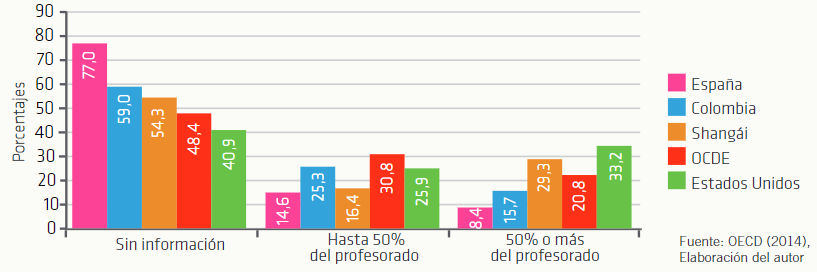 90
80
70
60
50
40
30
20
10
0
Porcentajes
77,0
59,0
54,3
48,4
40,9
14,6
25,3
16,4
30,8
25,9
8,4
15,7
29,3
20,8
33,2
Sin información
Hasta 50%
del profesorado
50% o más
del profesorado
España
Colombia
Shangái
OCDE
Estados Unidos
Fuente: OECD (2014),
Elaboración del autor